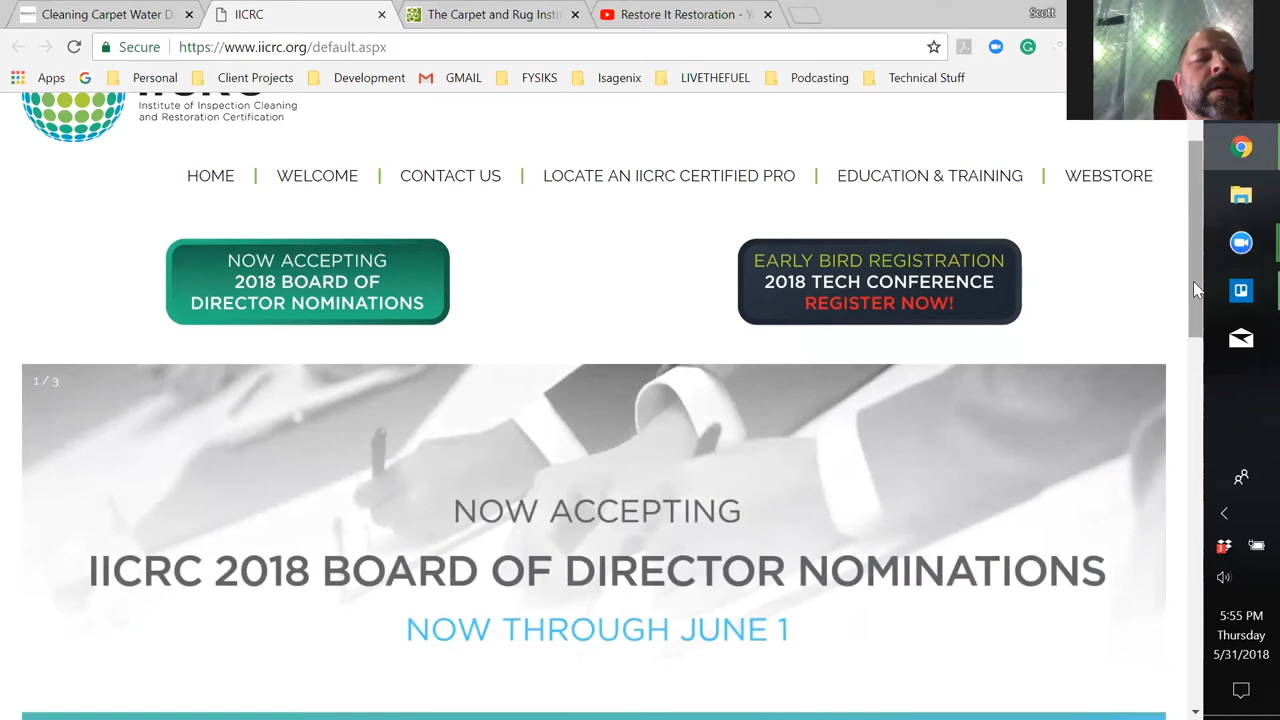 Cleaning Carpet Water D
IICRC
The Carpet and Rug Insti
Restore It Restoration - Y
Scott
Secure
https://www.iicrc.org/default.aspx
Apps
Personal
Client Projects
Development
GMAIL
FYSIKS
Isagenix
LIVETHEFUEL
Podcasting
Technical Stuff
IICRC
Institute of Inspection Cleaning
and Restoration Certification
HOME
WELCOME
CONTACT US
LOCATE AN IICRC CERTIFIED PRO
EDUCATION & TRAINING
WEBSTORE
NOW ACCEPTING
2018 BOARD OF
DIRECTOR NOMINATIONS
EARLY BIRD REGISTRATION
2018 TECH CONFERENCE
REGISTER NOW!
1 / 3
NOW ACCEPTING
IICRC 2018 BOARD OF DIRECTOR NOMINATIONS
NOW THROUGH JUNE 1
3
5:55 PM
Thursday
5/31/2018